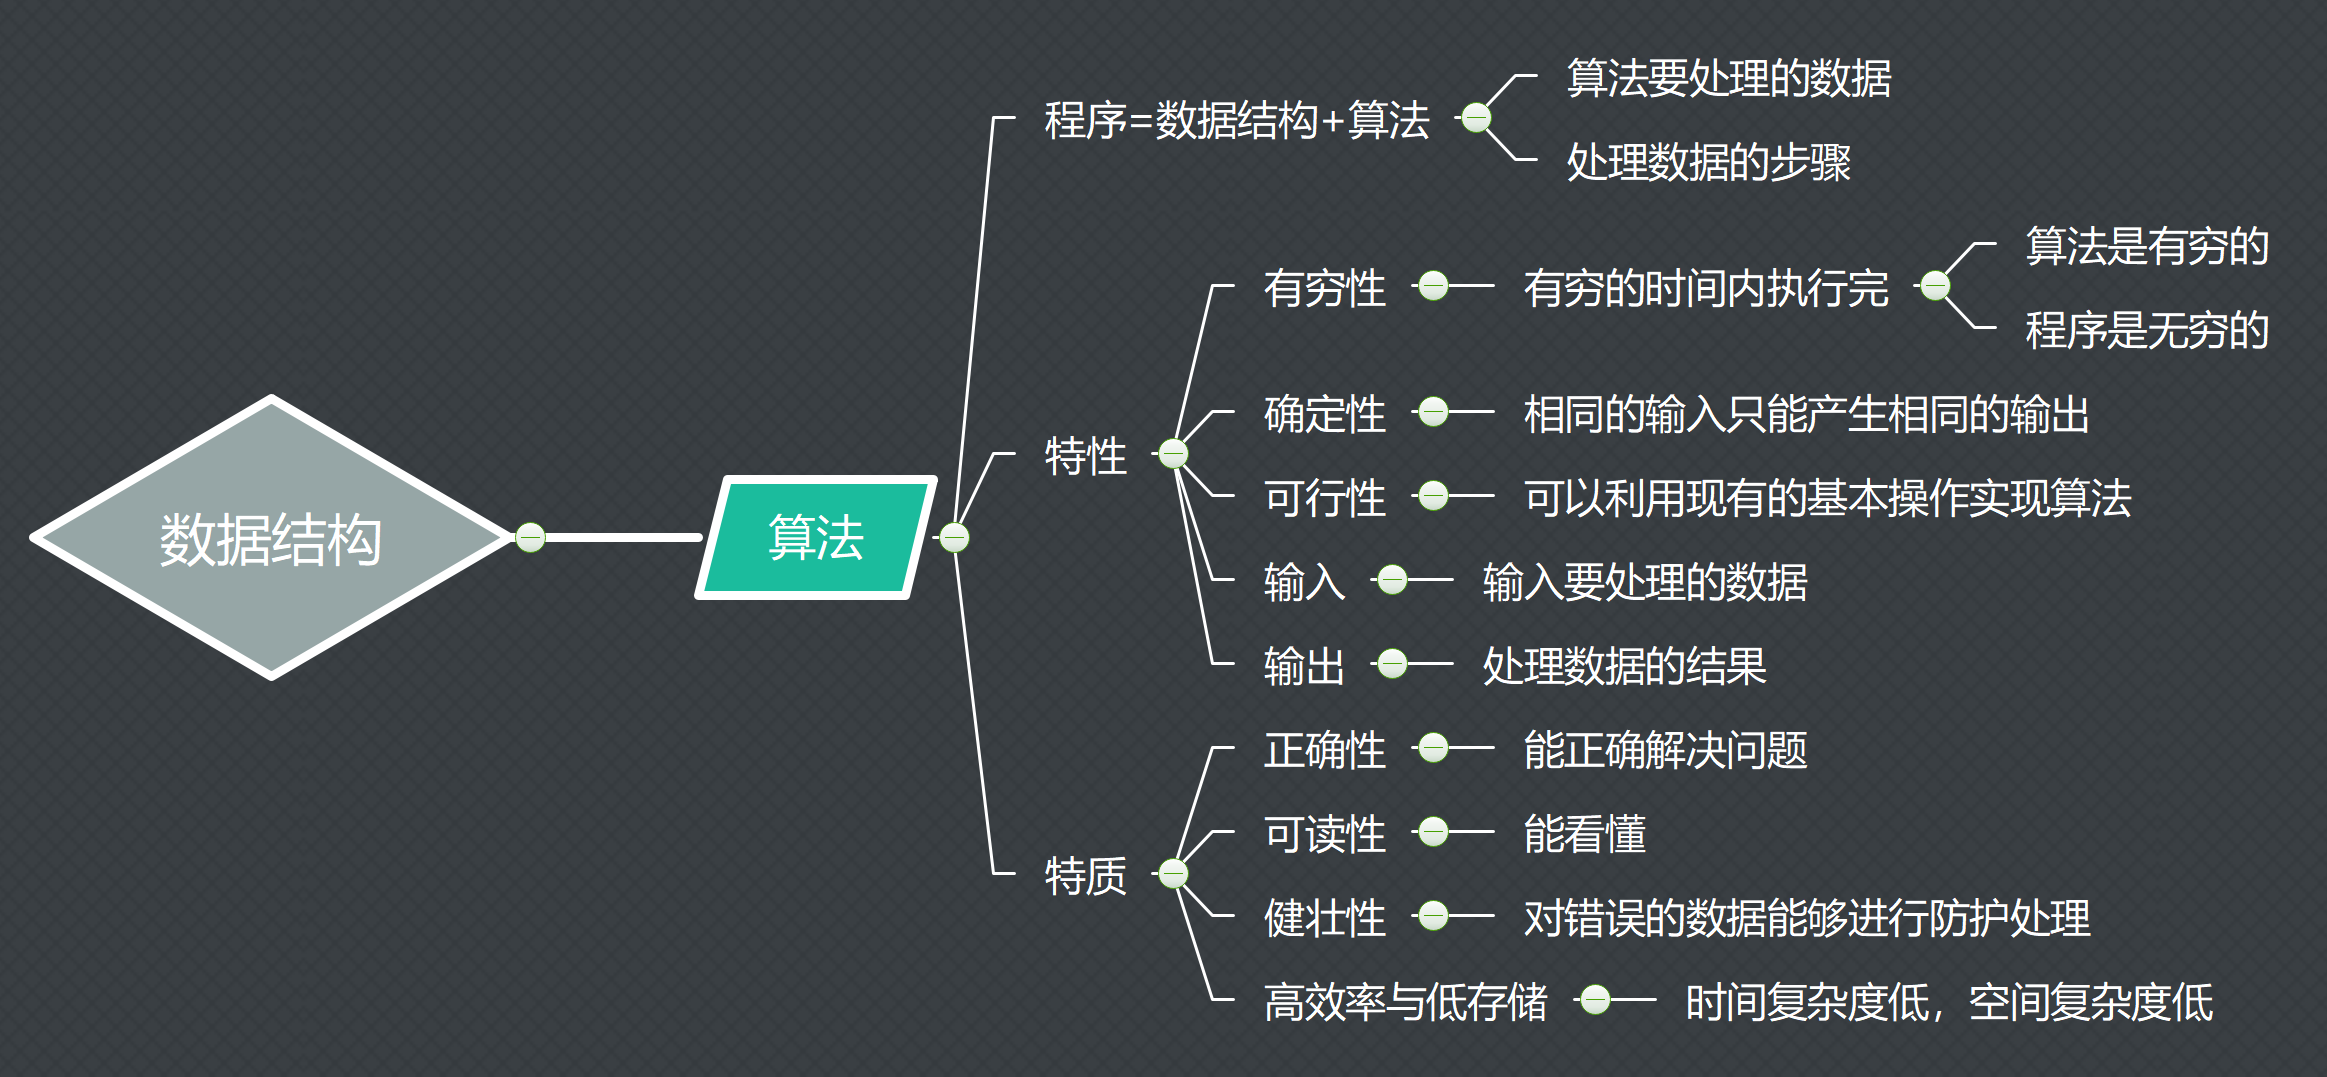 数据结构
算法
程序=数据结构+算法
算法要处理的数据
处理数据的步骤
特性
有穷性
有穷的时间内执行完
算法是有穷的
程序是无穷的
确定性
相同的输入只能产生相同的输出
可行性
可以利用现有的基本操作实现算法
输入
输入要处理的数据
输出
处理数据的结果
特质
正确性
能正确解决问题
可读性
能看懂
健壮性
对错误的数据能够进行防护处理
高效率与低存储
时间复杂度低，空间复杂度低